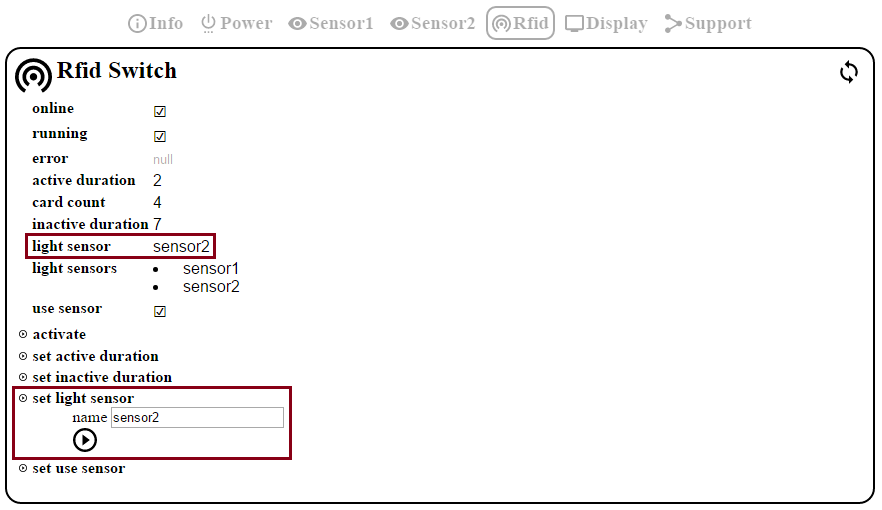 Info Power Sensor1 Sensor2 Rfid Display Support
Rfid Switch
online
running
error null
active duration 2
card count 4
inactive duration 7
light sensor sensor2
light sensors • sensor1
• sensor2
use sensor
activate
set active duration
set inactive duration
set light sensor
name sensor2
set use sensor